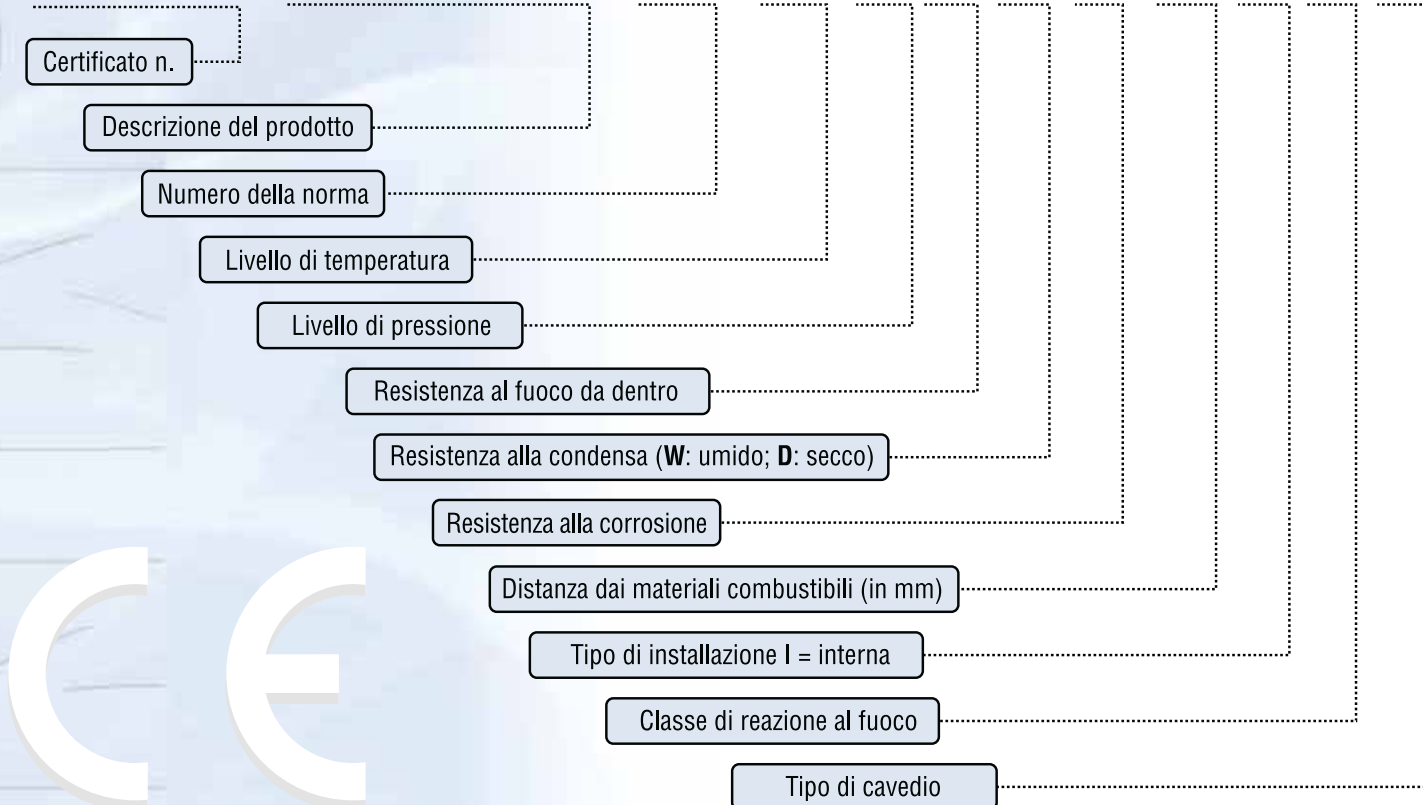 Certificato n.
Descrizione del prodotto
Numero della norma
Livello di temperatura
Livello di pressione
Resistenza al fuoco da dentro
Resistenza alla condensa (W: umido; D: secco)
Resistenza alla corrosione
Distanza dai materiali combustibili (in mm)
Tipo di installazione I = interna
Classe di reazione al fuoco
Tipo di cavedio
CE